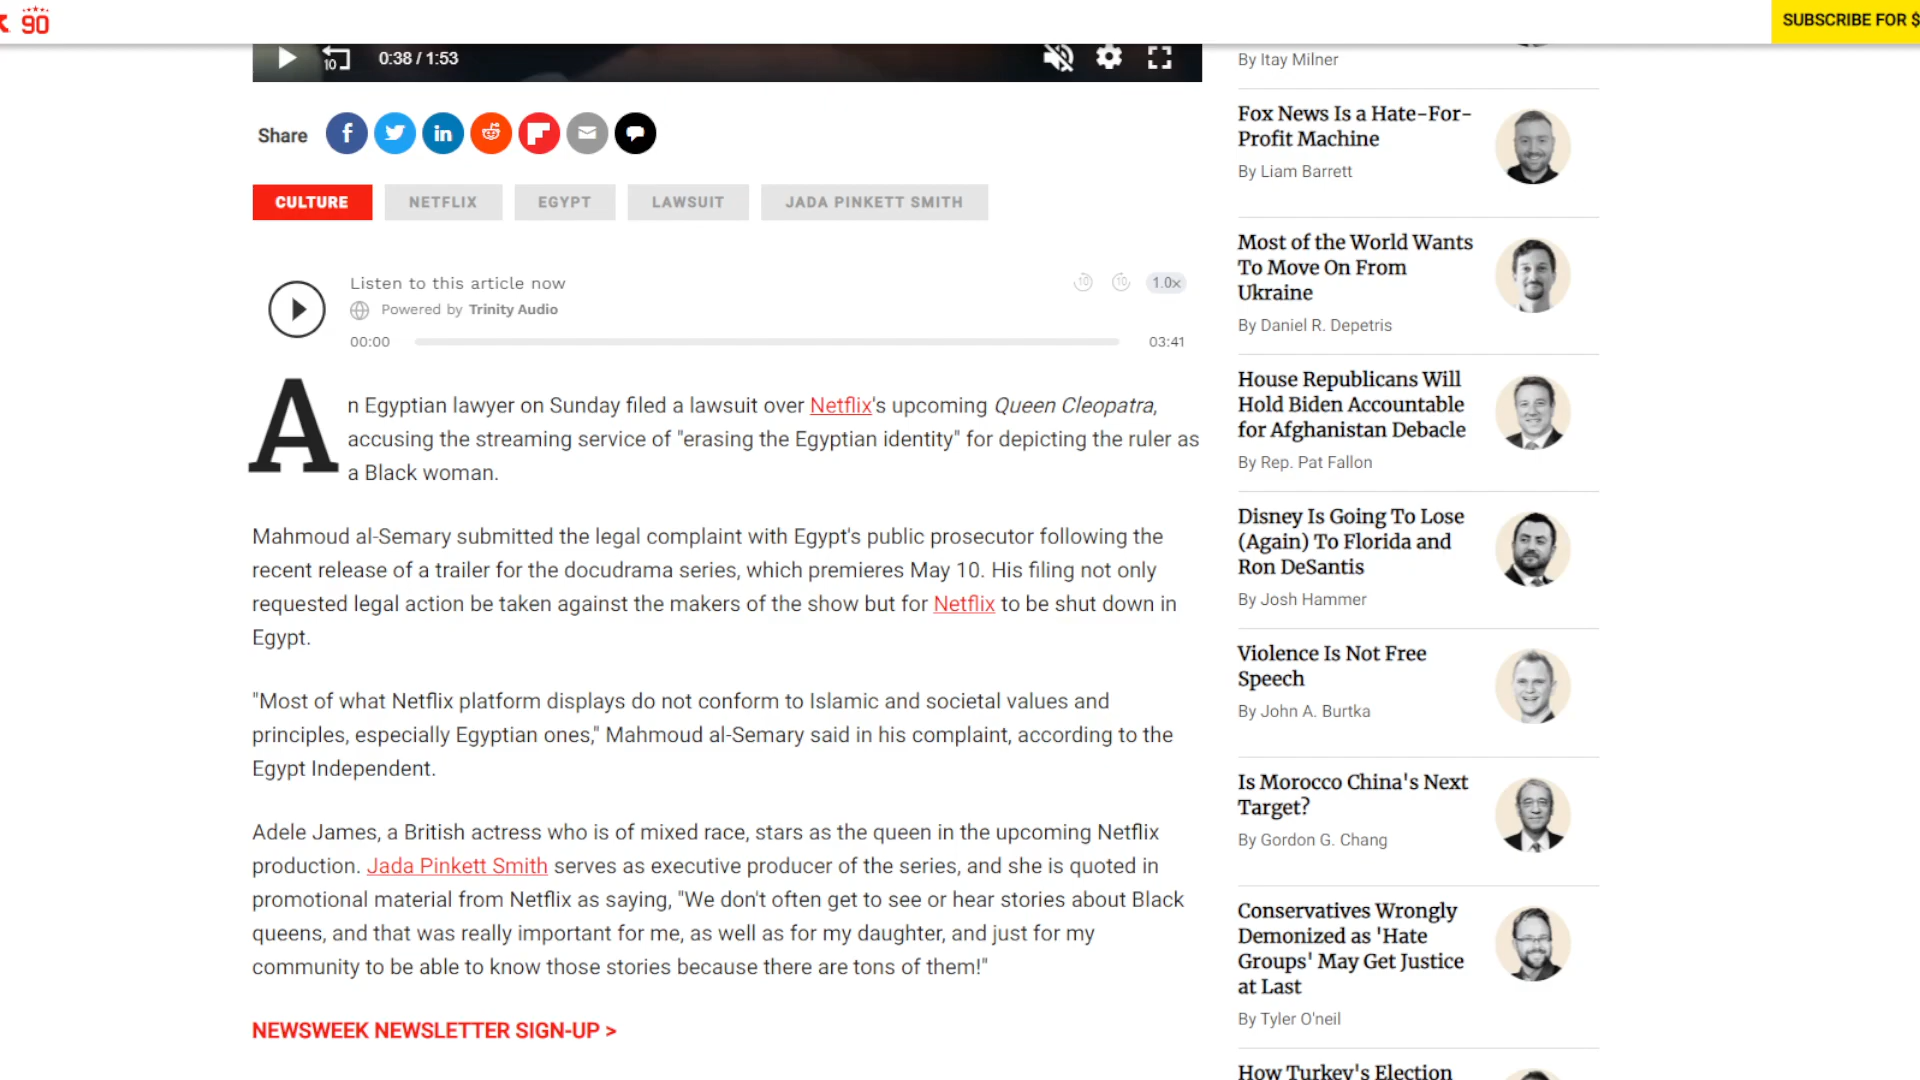 90
SUBSCRIBE FOR $
10
0:38 / 1:53
Share
CULTURE
NETFLIX
EGYPT
LAWSUIT
JADA PINKETT SMITH
Listen to this article now
10
10
1.0x
Powered by Trinity Audio
00:00
03:41
An Egyptian lawyer on Sunday filed a lawsuit over Netflix's upcoming Queen Cleopatra,
accusing the streaming service of "erasing the Egyptian identity" for depicting the ruler as
a Black woman.
Mahmoud al-Semary submitted the legal complaint with Egypt's public prosecutor following the
recent release of a trailer for the docudrama series, which premieres May 10. His filing not only
requested legal action be taken against the makers of the show but for Netflix to be shut down in
Egypt.
"Most of what Netflix platform displays do not conform to Islamic and societal values and
principles, especially Egyptian ones," Mahmoud al-Semary said in his complaint, according to the
Egypt Independent.
Adele James, a British actress who is of mixed race, stars as the queen in the upcoming Netflix
production. Jada Pinkett Smith serves as executive producer of the series, and she is quoted in
promotional material from Netflix as saying, "We don't often get to see or hear stories about Black
queens, and that was really important for me, as well as for my daughter, and just for my
community to be able to know those stories because there are tons of them!"
NEWSWEEK NEWSLETTER SIGN-UP >
By Itay Milner
Fox News Is a Hate-For-
Profit Machine
By Liam Barrett
Most of the World Wants
To Move On From
Ukraine
By Daniel R. Depetris
House Republicans Will
Hold Biden Accountable
for Afghanistan Debacle
By Rep. Pat Fallon
Disney Is Going To Lose
(Again) To Florida and
Ron DeSantis
By Josh Hammer
Violence Is Not Free
Speech
By John A. Burtka
Is Morocco China's Next
Target?
By Gordon G. Chang
Conservatives Wrongly
Demonized as 'Hate
Groups' May Get Justice
at Last
By Tyler O'neil
How Turkey's Election